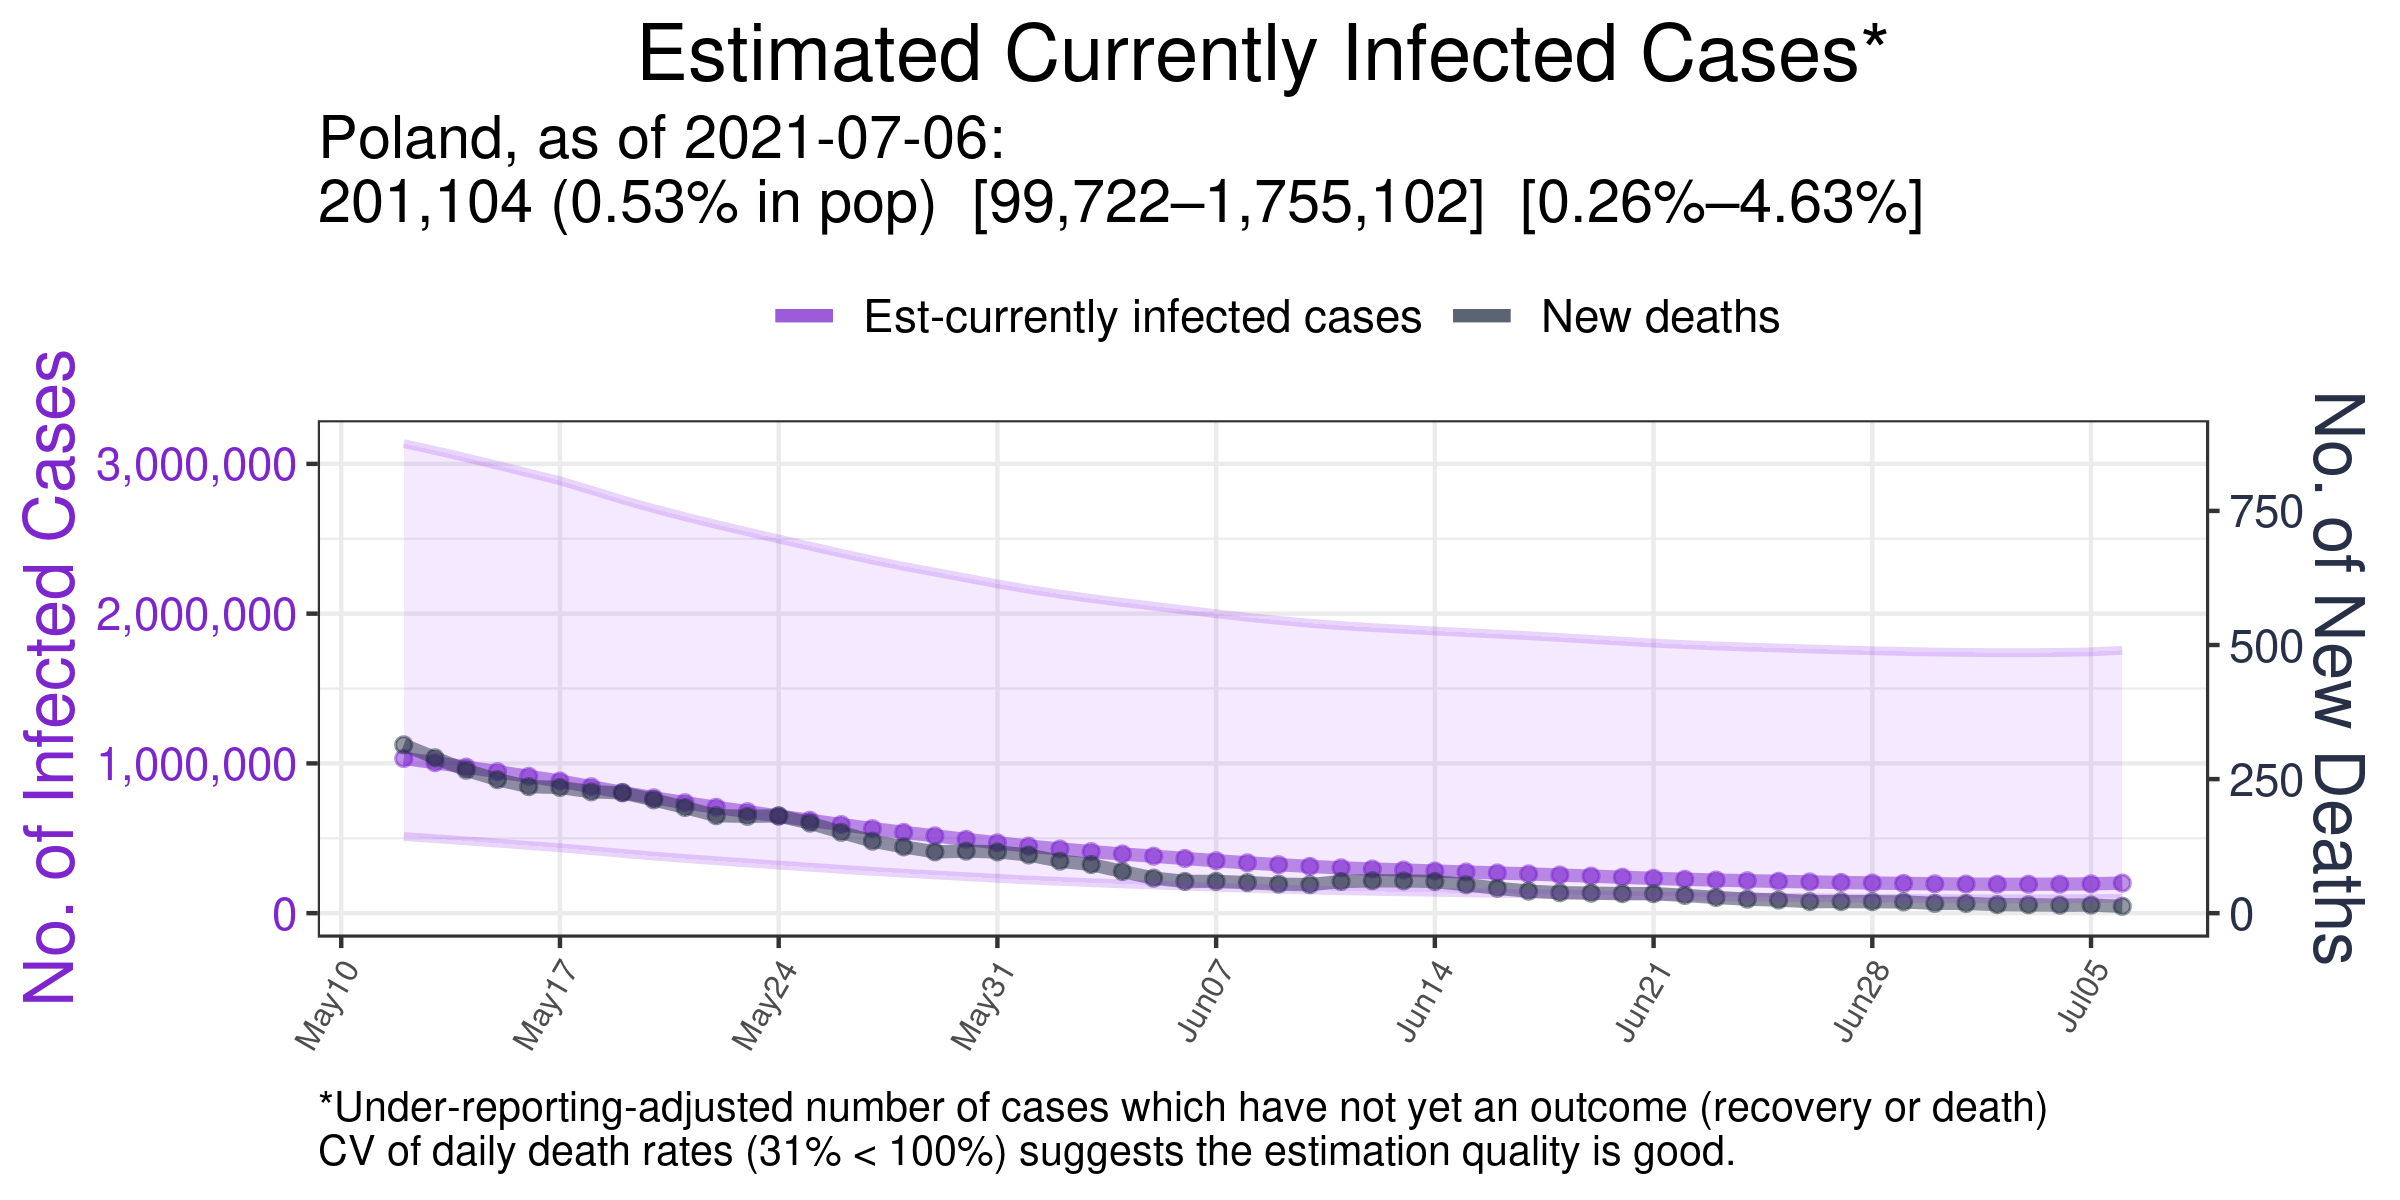 Estimated Currently Infected Cases*
Poland, as of 2021-07-06:
201,104 (0.53% in pop) [99,722–1,755,102] [0.26%–4.63%]
Est-currently infected cases
New deaths
No. of Infected Cases
3,000,000
2,000,000
1,000,000
0
No. of New Deaths
750
500
250
0
May10
May17
May24
May31
Jun07
Jun14
Jun21
Jun28
Jul05
*Under-reporting-adjusted number of cases which have not yet an outcome (recovery or death)
CV of daily death rates (31% < 100%) suggests the estimation quality is good.